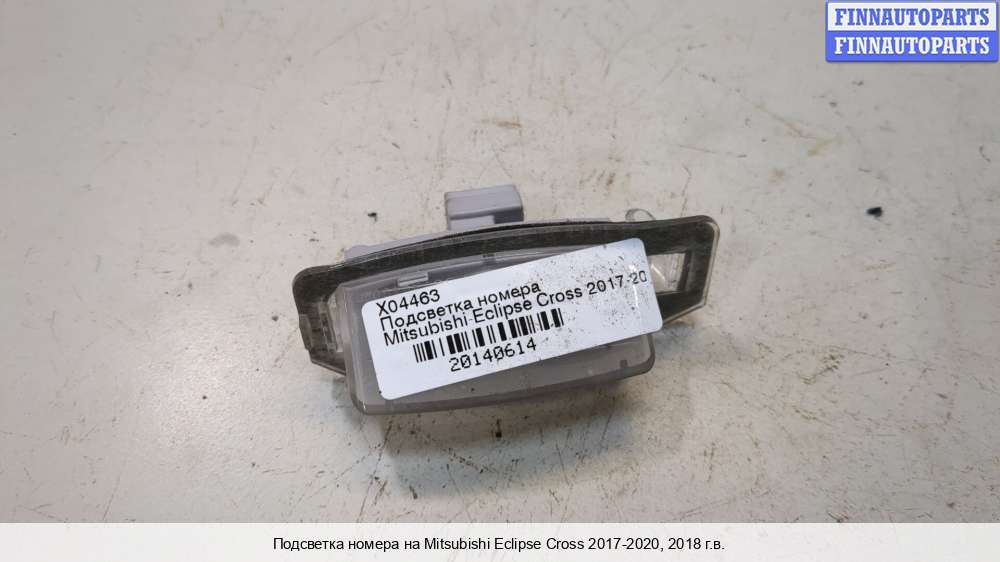 FINNAUTOPARTS
FINNAUTOPARTS
X04463
Подсветка номера
Mitsubishi Eclipse Cross 2017-20
20140614
Подсветка номера на Mitsubishi Eclipse Cross 2017-2020, 2018 г.в.